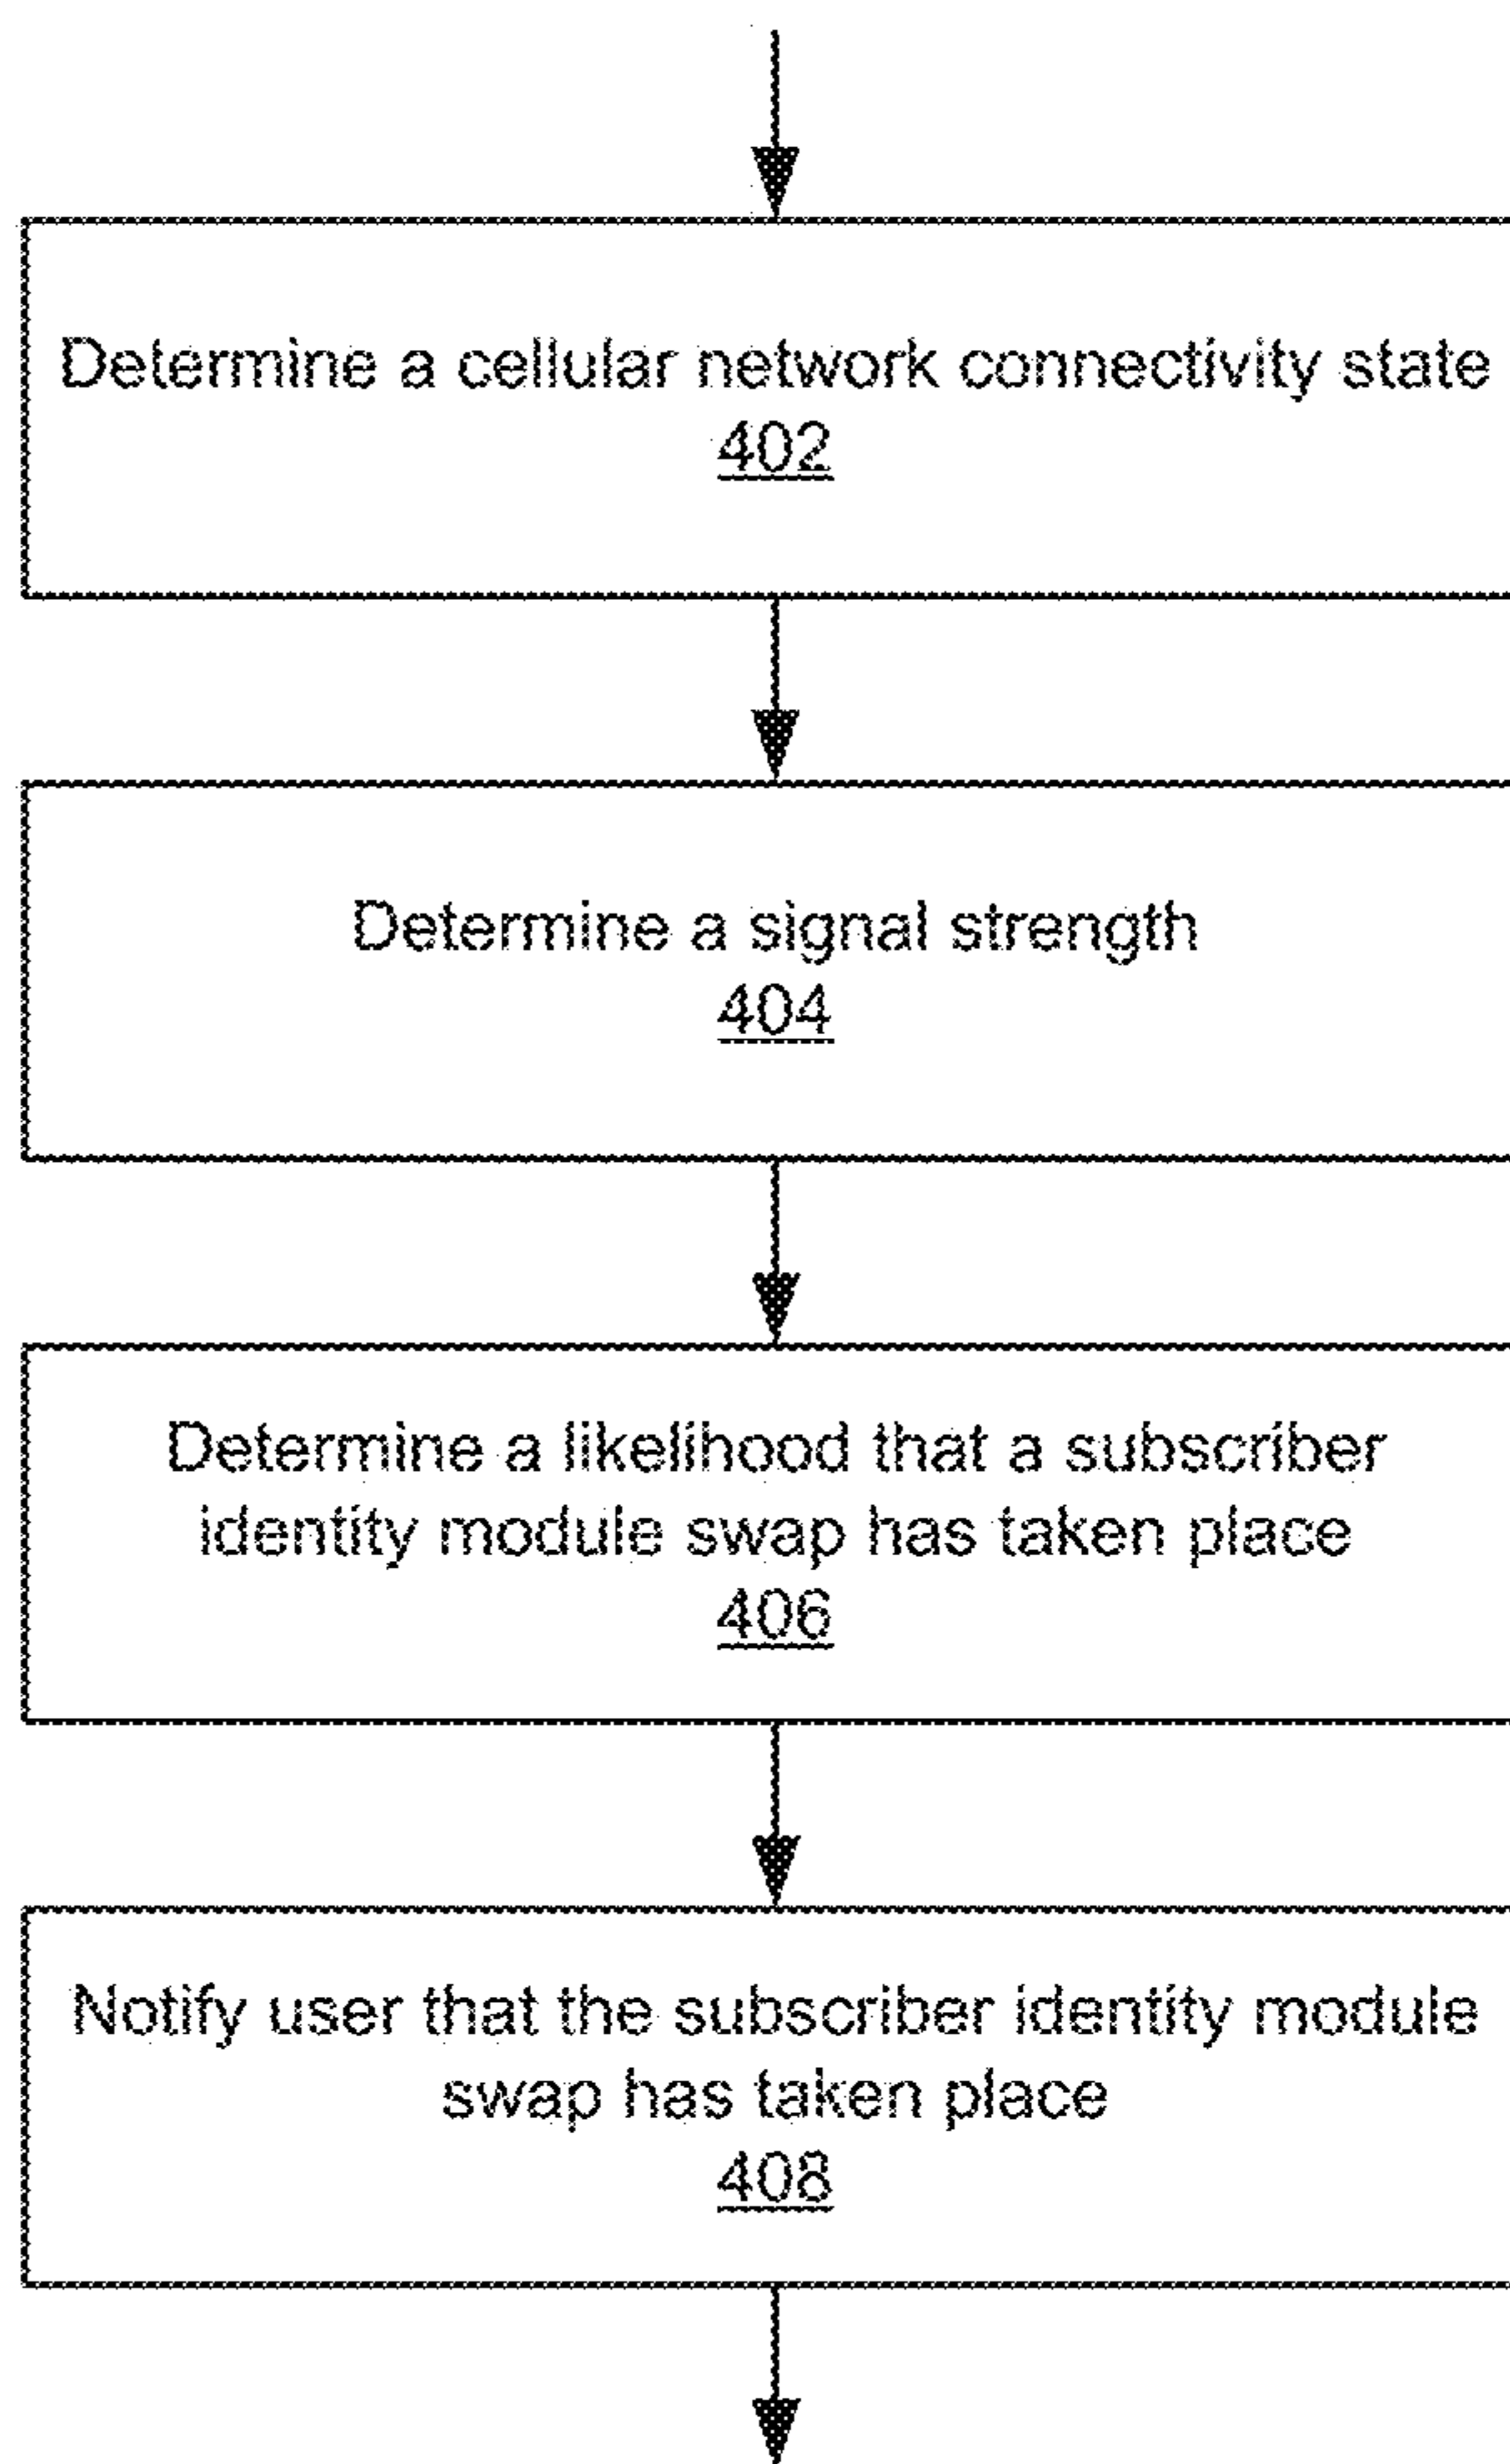 Determine a cellular network connectivity state
402
Determine a signal strength
404
Determine a likelihood that a subscriber
identity module swap has taken place
406
Notify user that the subscriber identity module
swap has taken place
408